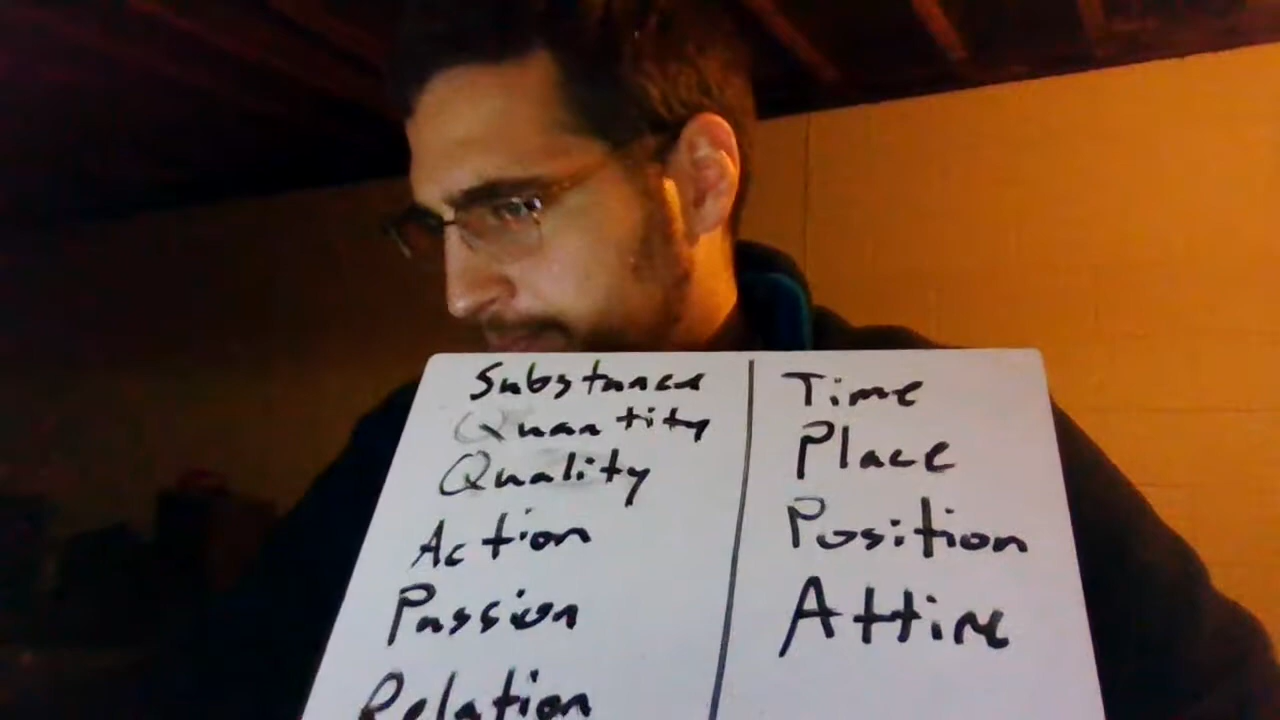 Substance
Quantity
Quality
Action
Passion
Relation
Time
Place
Position
Attire